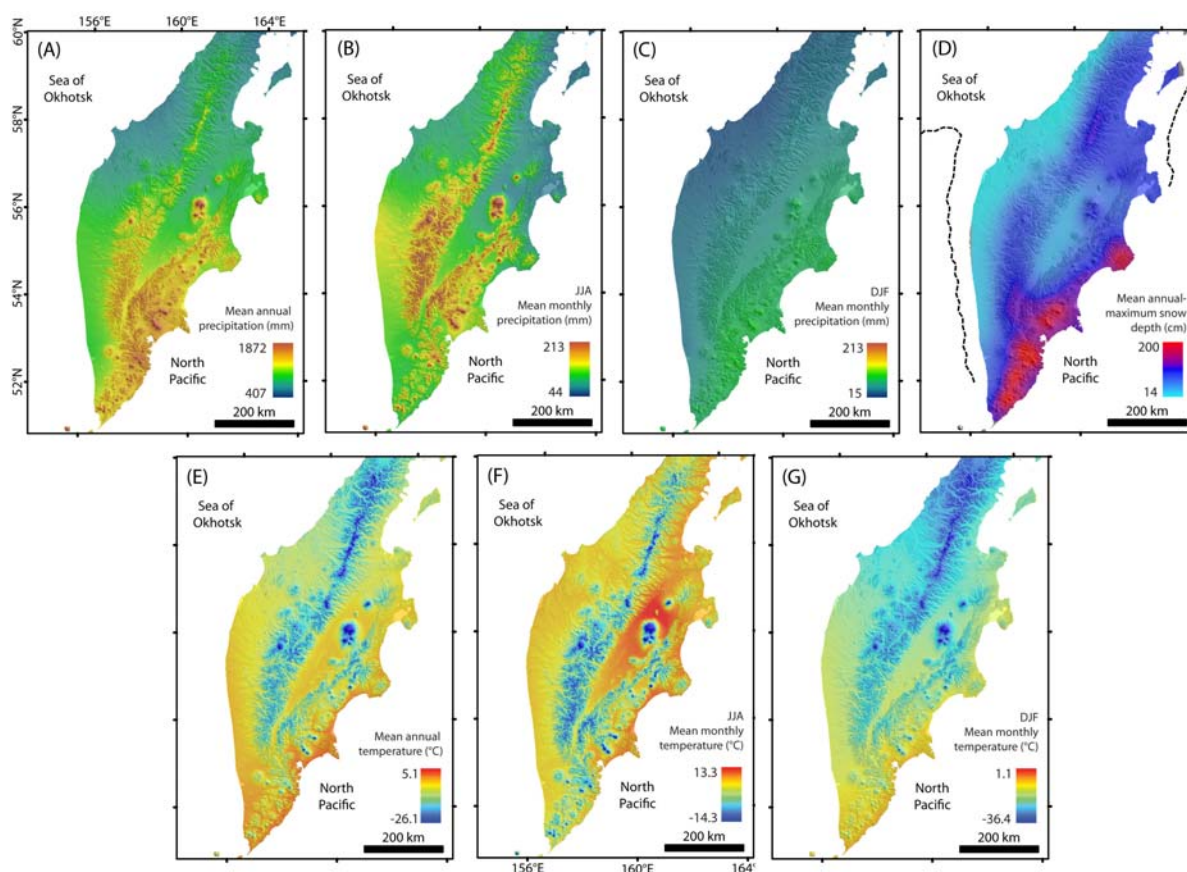 156°E 160°E 164°E
60°N
58°N
56°N
54°N
52°N
(A)
Sea of
Okhotsk
North
Pacific
Mean annual
precipitation (mm)
1872
407
200 km
(B)
Sea of
Okhotsk
North
Pacific
JJA
Mean monthly
precipitation (mm)
213
44
200 km
(C)
Sea of
Okhotsk
North
Pacific
DJF
Mean monthly
precipitation (mm)
213
15
200 km
(D)
Sea of
Okhotsk
North
Pacific
Mean annual-
maximum snow
depth (cm)
200
14
200 km
(E)
Sea of
Okhotsk
North
Pacific
Mean annual
temperature (°C)
5.1
-26.1
200 km
(F)
Sea of
Okhotsk
North
Pacific
JJA
Mean monthly
temperature (°C)
13.3
-14.3
200 km
156°E 160°E 164°E
(G)
Sea of
Okhotsk
North
Pacific
DJF
Mean monthly
temperature (°C)
1.1
-36.4
200 km